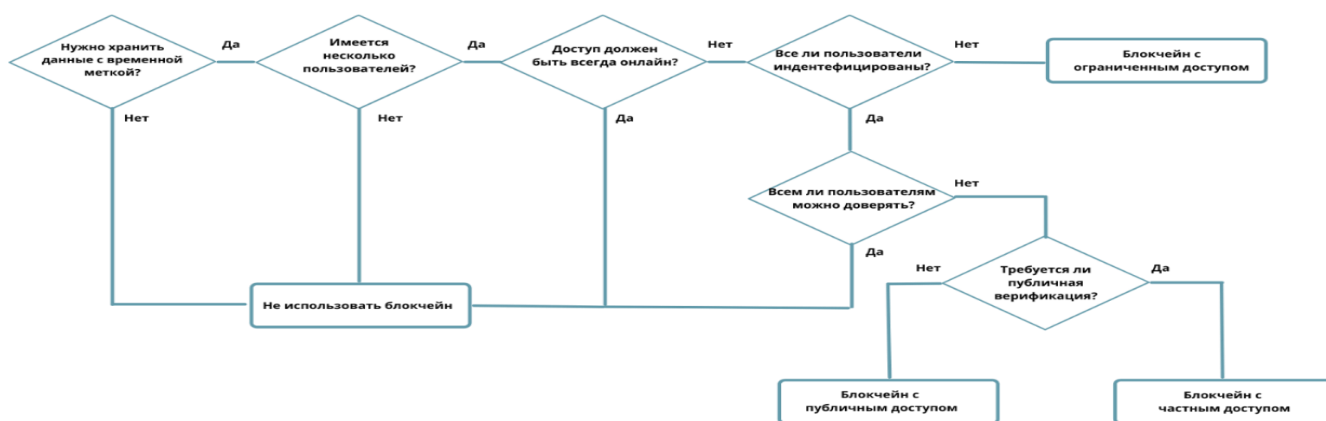 Нужно хранить
данные с временной
меткой?
Да
Имеется
несколько
пользователей?
Да
Доступ должен
быть всегда онлайн?
Нет
Все ли пользователи
индентефицированы?
Нет
Блокчейн с
ограниченным доступом
Нет
Нет
Да
Да
Всем ли пользователям
можно доверять?
Нет
Да
Нет
Требуется ли
публичная
верификация?
Да
Не использовать блокчейн
Блокчейн с
публичным доступом
Блокчейн с
частным доступом